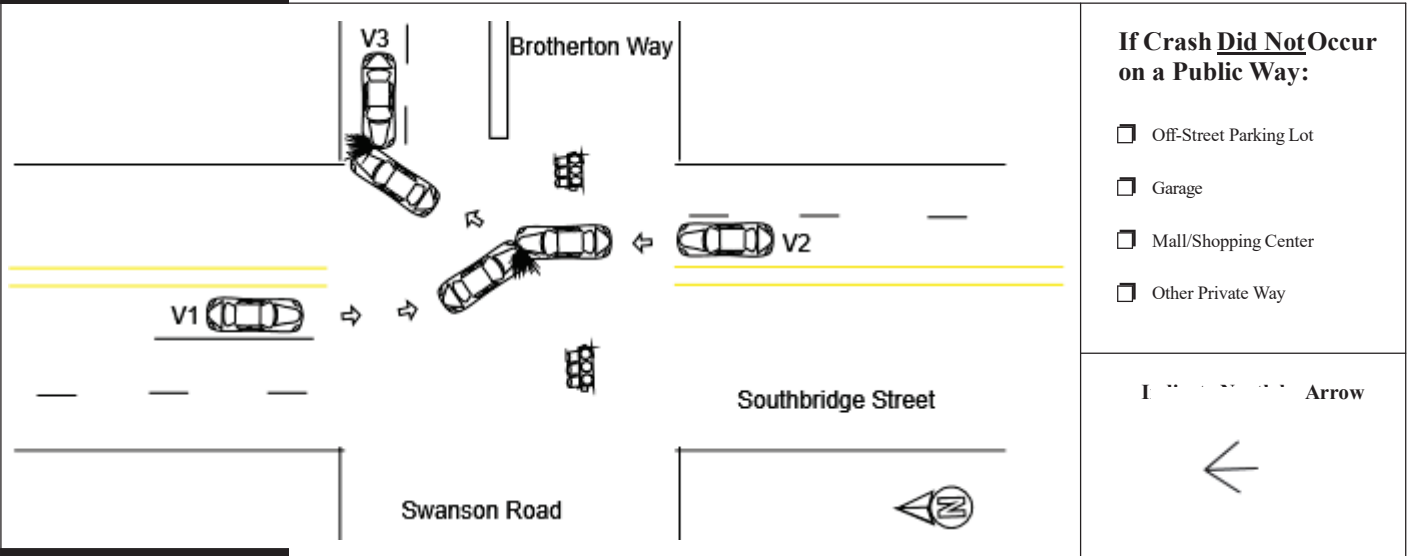 V3
Brotherton Way
V2
V1
Southbridge Street
Swanson Road
N
If Crash Did Not Occur
on a Public Way:
Off-Street Parking Lot
Garage
Mall/Shopping Center
Other Private Way
Arrow